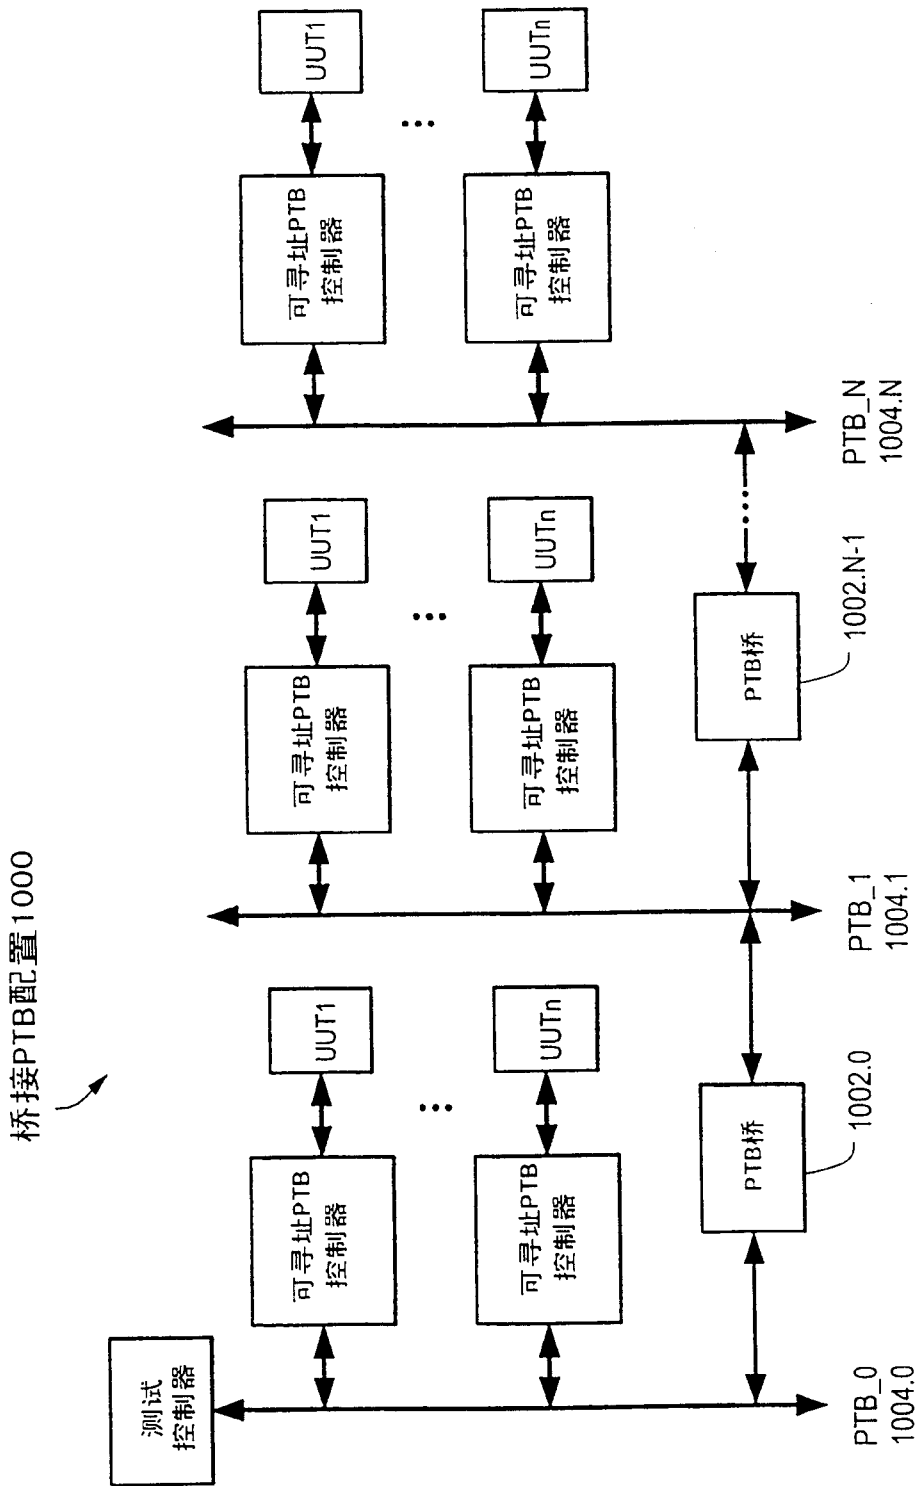 桥接PTB配置1000
测试
控制器
可寻址PTB
控制器
UUT1
...
可寻址PTB
控制器
UUTn
PTB桥
1002.0
PTB_0
1004.0
可寻址PTB
控制器
UUT1
...
可寻址PTB
控制器
UUTn
PTB桥
1002.N-1
PTB_1
1004.1
可寻址PTB
控制器
UUT1
...
可寻址PTB
控制器
UUTn
PTB_N
1004.N